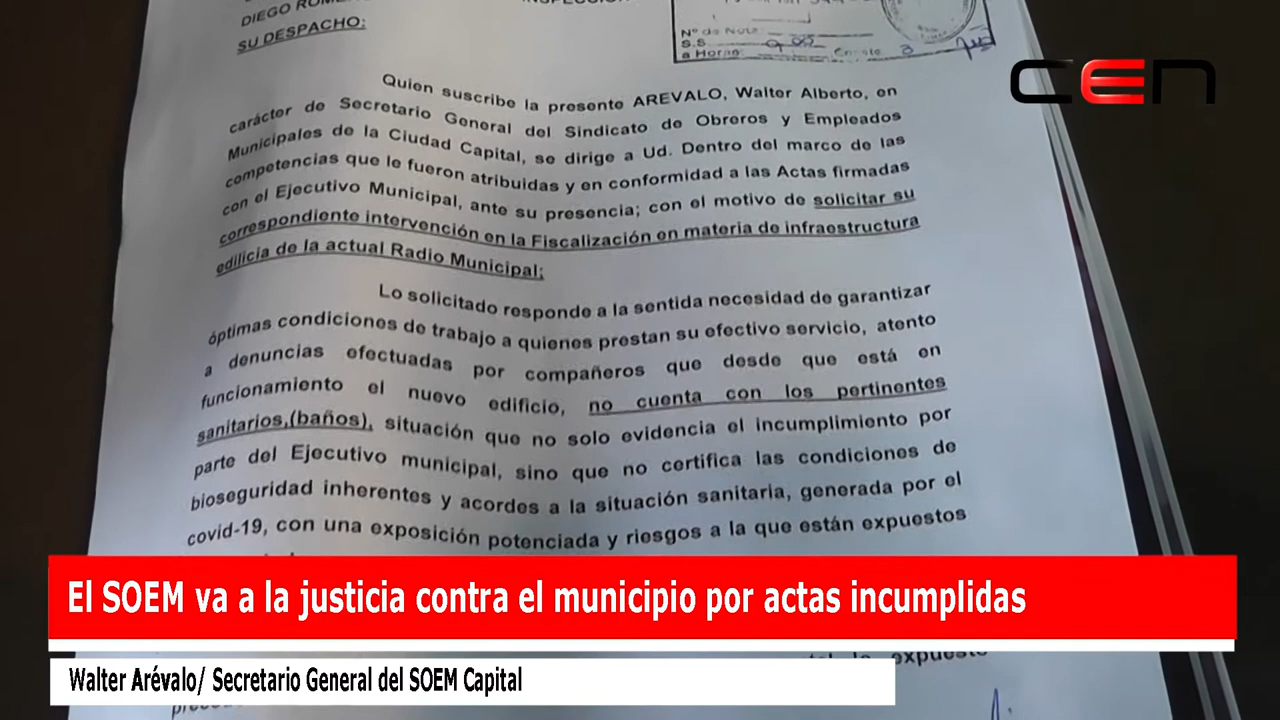 DIEGO
SU DESPACHO:
Nº de Nota:
S.S.
a Horas:
CEN
Quien suscribe la presente AREVALO, Walter Alberto, en
carácter de Secretario General del Sindicato de Obreros y Empleados
Municipales de la Ciudad Capital, se dirige a Ud. Dentro del marco de las
competencias que le fueron atribuidas y en conformidad a las Actas firmadas
con el Ejecutivo Municipal, ante su presencia; con el motivo de solicitar su
correspondiente intervención en la Fiscalización en materia de infraestructura
edilicia de la actual Radio Municipal;
Lo solicitado responde a la sentida necesidad de garantizar
óptimas condiciones de trabajo a quienes prestan su efectivo servicio, atento
a denuncias efectuadas por compañeros que desde que está en
funcionamiento el nuevo edificio, no cuenta con los pertinentes
sanitarios,(baños), situación que no solo evidencia el incumplimiento por
parte del Ejecutivo municipal, sino que no certifica las condiciones de
bioseguridad inherentes y acordes a la situación sanitaria, generada por el
covid-19, con una exposición potenciada y riesgos a la que están expuestos
El SOEM va a la justicia contra el municipio por actas incumplidas
expuesto
Walter Arévalo/ Secretario General del SOEM Capital